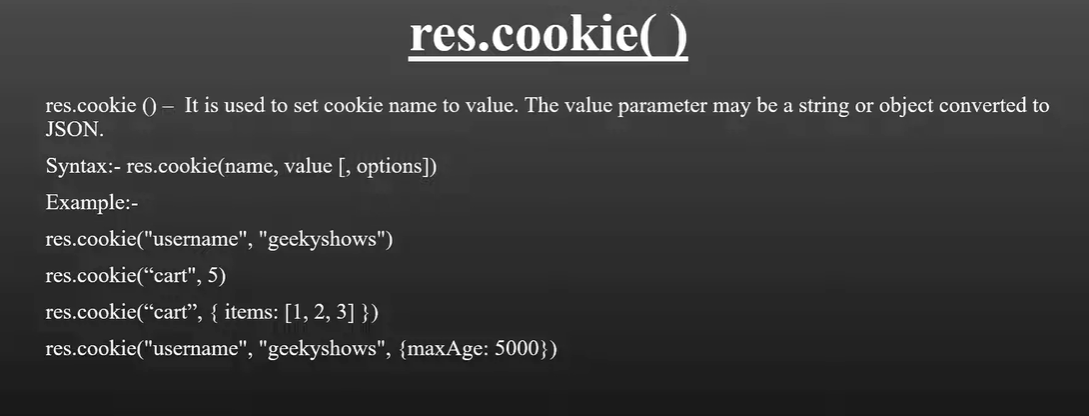 res.cookie( )
res.cookie () – It is used to set cookie name to value. The value parameter may be a string or object converted to
JSON.
Syntax:- res.cookie(name, value [, options])
Example:-
res.cookie("username", "geekyshows")
res.cookie(“cart", 5)
res.cookie(“cart”, { items: [1, 2, 3] })
res.cookie("username", "geekyshows", {maxAge: 5000})